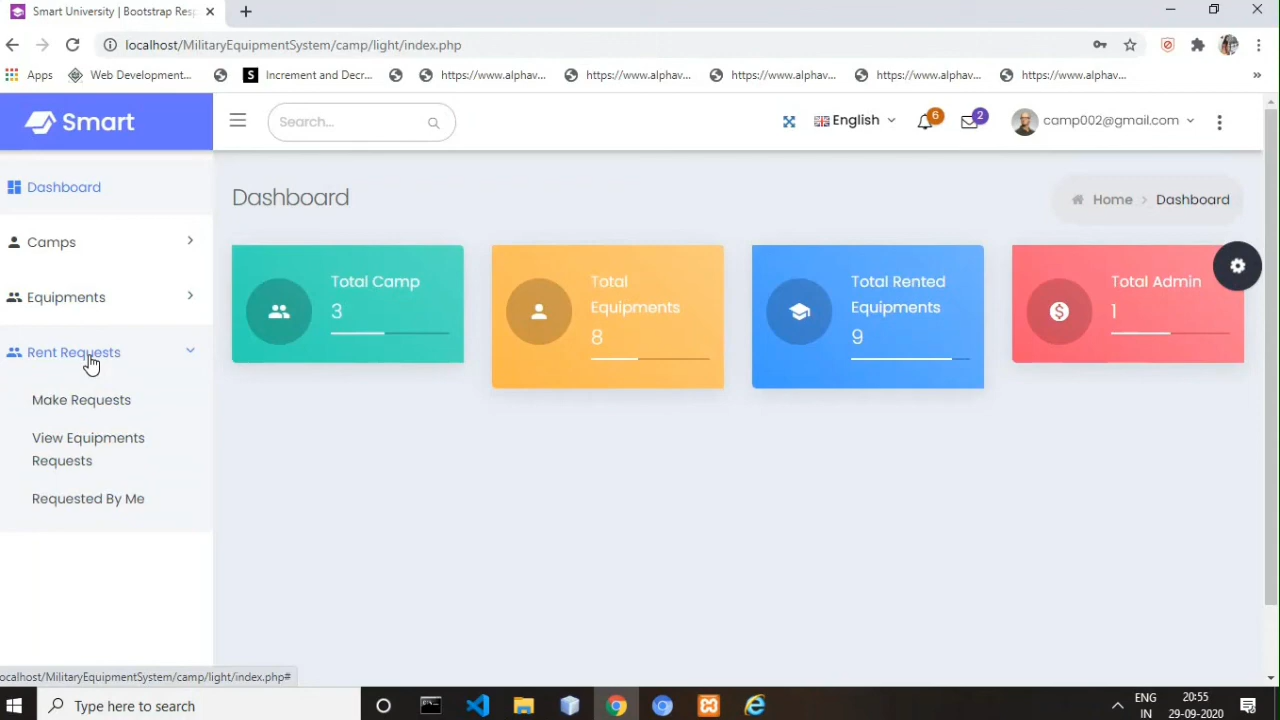 Smart University | Bootstrap Resp
localhost/MilitaryEquipmentSystem/camp/light/index.php
Apps
Web Development...
S
Increment and Decr...
https://www.alphav...
https://www.alphav...
https://www.alphav...
https://www.alphav...
https://www.alphav...
»
Smart
Search...
English
6
2
camp002@gmail.com
Dashboard
Camps
Equipments
Rent Requests
Make Requests
View Equipments
Requests
Requested By Me
Dashboard
Home > Dashboard
Total Camp
3
Total
Equipments
8
Total Rented
Equipments
9
Total Admin
1
$
ocalhost/MilitaryEquipmentSystem/camp/light/index.php#
Type here to search
ENG
IN
20:55
29-09-2020